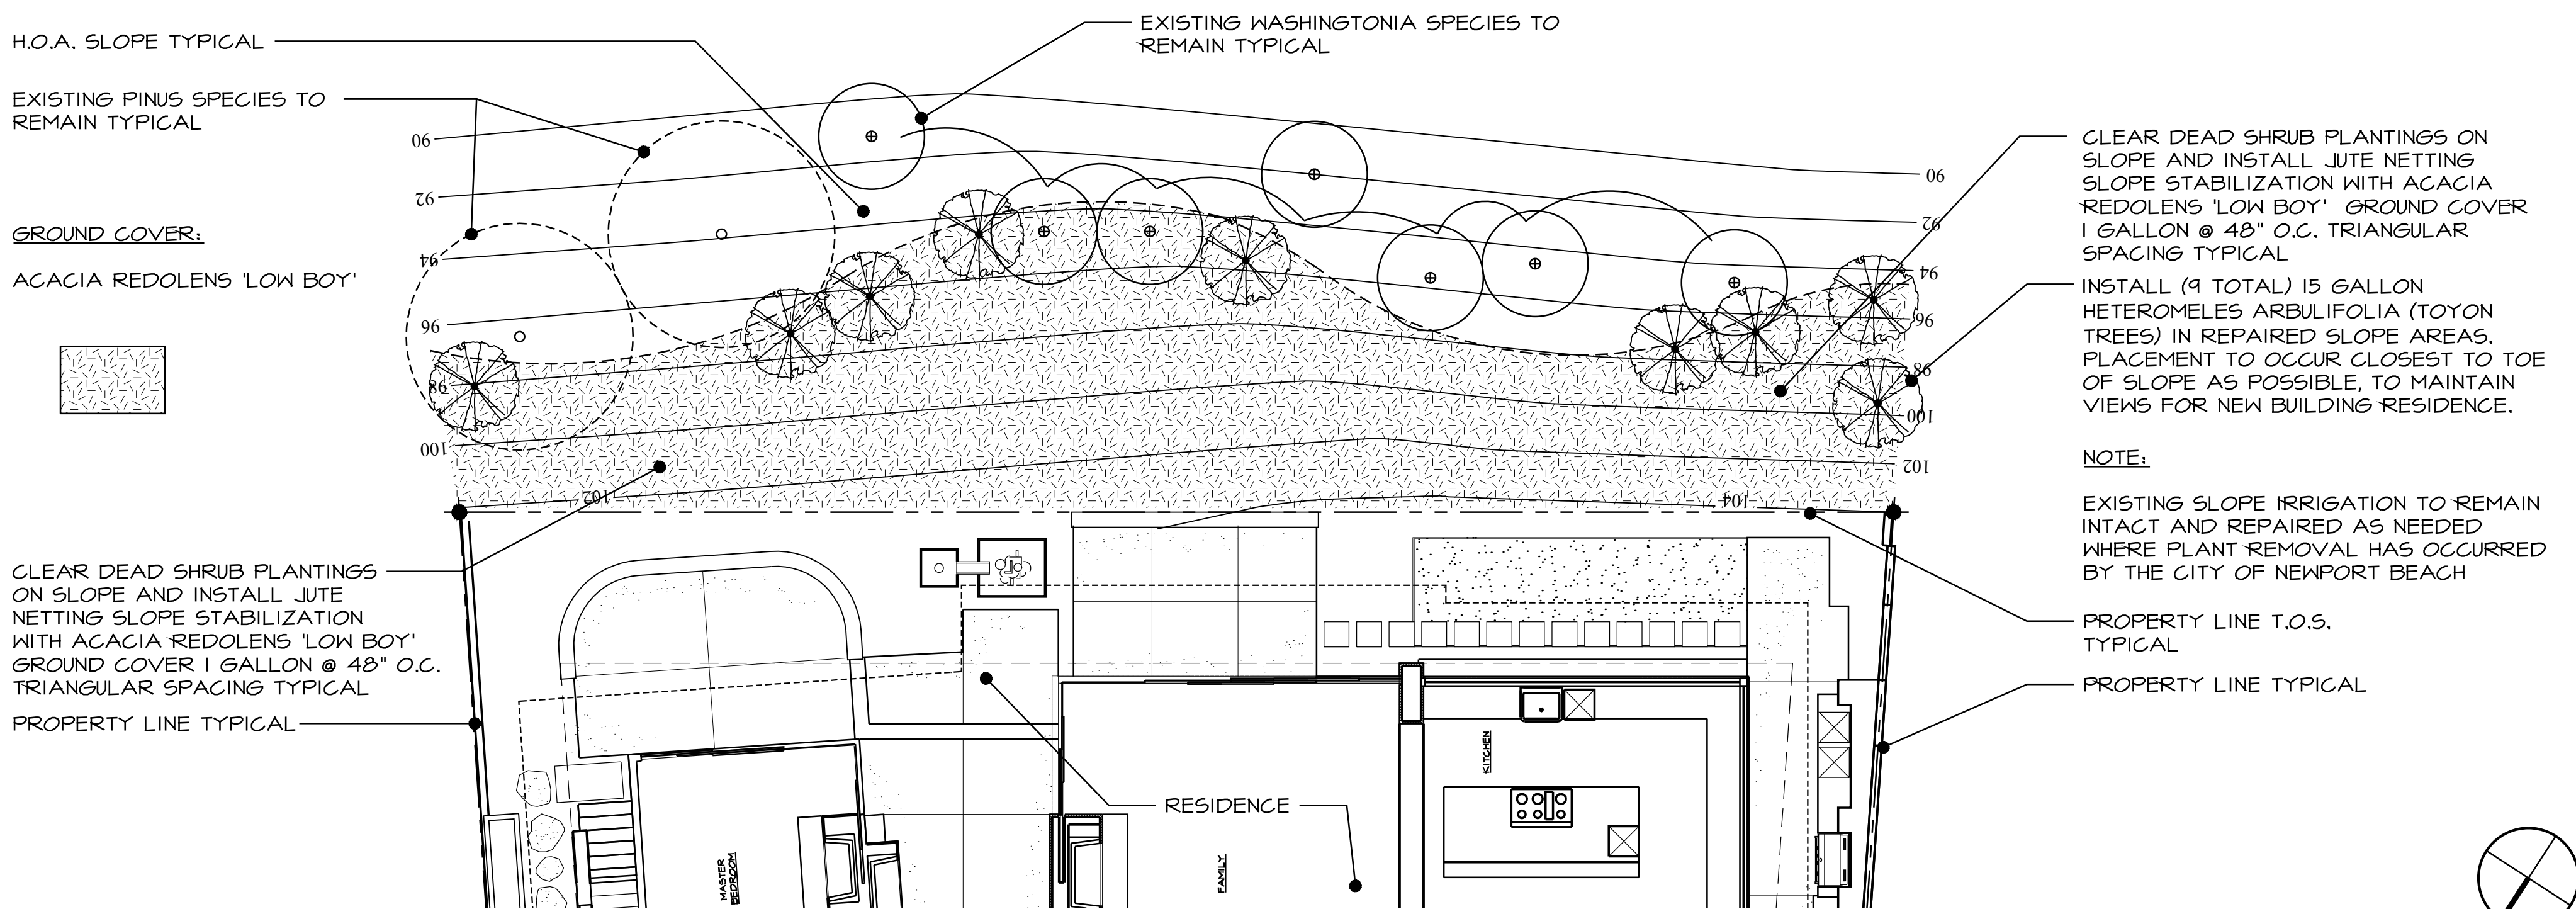 H.O.A. SLOPE TYPICAL
EXISTING PINUS SPECIES TO
REMAIN TYPICAL
GROUND COVER:
ACACIA REDOLENS 'LOW BOY'
CLEAR DEAD SHRUB PLANTINGS
ON SLOPE AND INSTALL JUTE
NETTING SLOPE STABILIZATION
WITH ACACIA REDOLENS 'LOW BOY'
GROUND COVER 1 GALLON @ 48" O.C.
TRIANGULAR SPACING TYPICAL
PROPERTY LINE TYPICAL
EXISTING WASHINGTONIA SPECIES TO
REMAIN TYPICAL
90
92
94
96
98
100
102
90
92
94
96
98
100
102
104
RESIDENCE
MASTER
BEDROOM
FAMILY
KITCHEN
CLEAR DEAD SHRUB PLANTINGS ON
SLOPE AND INSTALL JUTE NETTING
SLOPE STABILIZATION WITH ACACIA
REDOLENS 'LOW BOY' GROUND COVER
1 GALLON @ 48" O.C. TRIANGULAR
SPACING TYPICAL
INSTALL (9 TOTAL) 15 GALLON
HETEROMELES ARBULIFOLIA (TOYON
TREES) IN REPAIRED SLOPE AREAS.
PLACEMENT TO OCCUR CLOSEST TO TOE
OF SLOPE AS POSSIBLE, TO MAINTAIN
VIEWS FOR NEW BUILDING RESIDENCE.
NOTE:
EXISTING SLOPE IRRIGATION TO REMAIN
INTACT AND REPAIRED AS NEEDED
WHERE PLANT REMOVAL HAS OCCURRED
BY THE CITY OF NEWPORT BEACH
PROPERTY LINE T.O.S.
TYPICAL
PROPERTY LINE TYPICAL